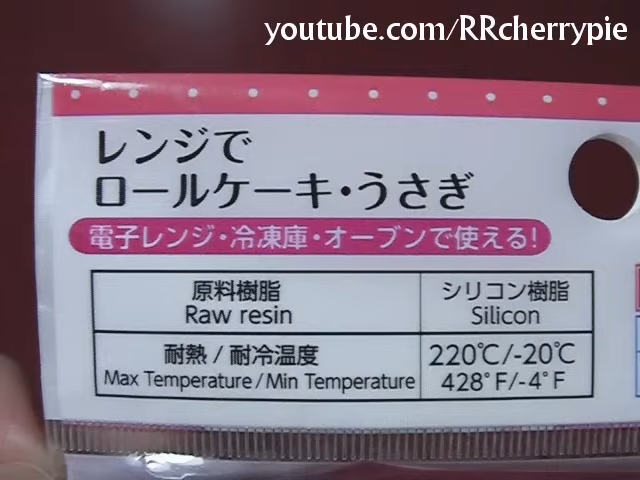 youtube.com/RRcherrypie
レンジで
ロールケーキ・うさぎ
電子レンジ・冷凍庫・オーブンで使える!
原料樹脂 シリコン樹脂
Raw resin Silicon
耐熱 / 耐冷温度 220℃/-20℃
Max Temperature/Min Temperature 428°F/-4°F